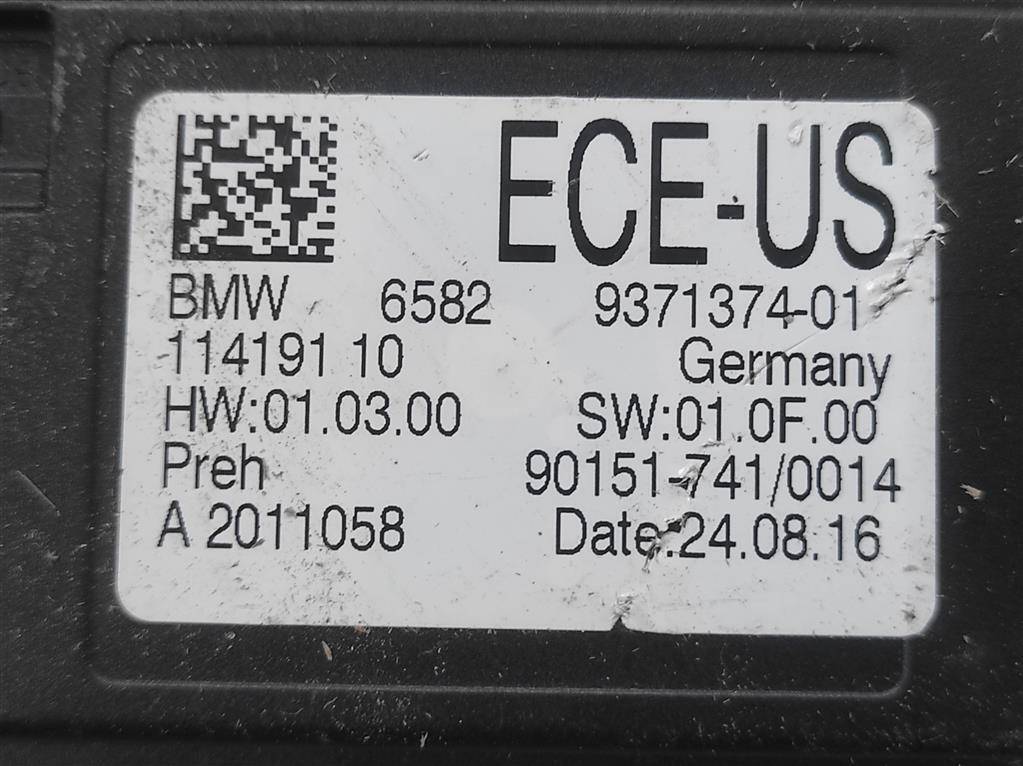 ECE-US
BMW 6582 9371374-01
114191 10 Germany
HW:01.03.00 SW:01.0F.00
Preh 90151-741/0014
A 2011058 Date:24.08.16